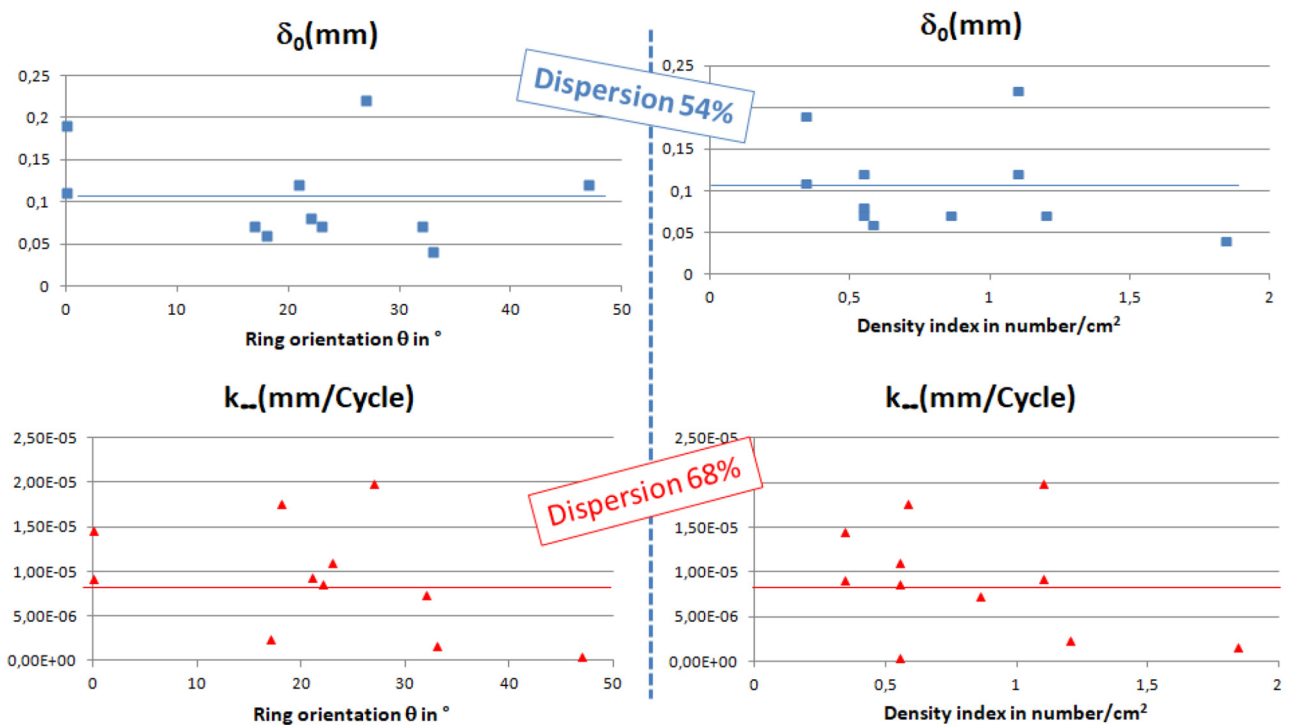 δ0(mm)
0,25
0,2
0,15
0,1
0,05
0
0 10 20 30 40 50
Ring orientation θ in °
Dispersion 54%
δ0(mm)
0,25
0,2
0,15
0,1
0,05
0
0 0,5 1 1,5 2
Density index in number/cm²
k∞(mm/Cycle)
2,50E-05
2,00E-05
1,50E-05
1,00E-05
5,00E-06
0,00E+00
0 10 20 30 40 50
Ring orientation θ in °
Dispersion 68%
k∞(mm/Cycle)
2,50E-05
1,50E-05
1,00E-05
5,00E-06
0,00E+00
0 0,5 1 1,5 2
Density index in number/cm²